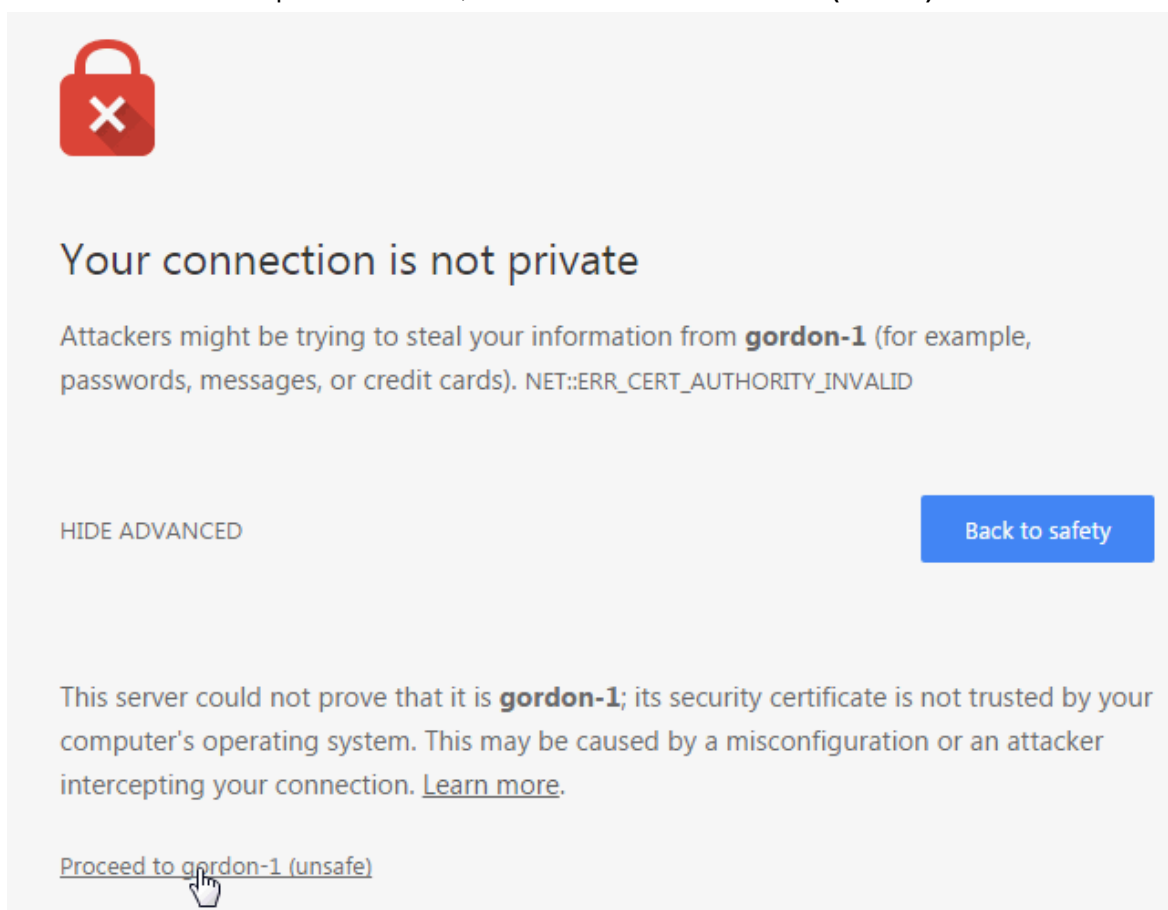 Your connection is not private
Attackers might be trying to steal your information from gordon-1 (for example,
passwords, messages, or credit cards). NET::ERR_CERT_AUTHORITY_INVALID
HIDE ADVANCED
Back to safety
This server could not prove that it is gordon-1; its security certificate is not trusted by your
computer's operating system. This may be caused by a misconfiguration or an attacker
intercepting your connection. Learn more.
Proceed to gordon-1 (unsafe)